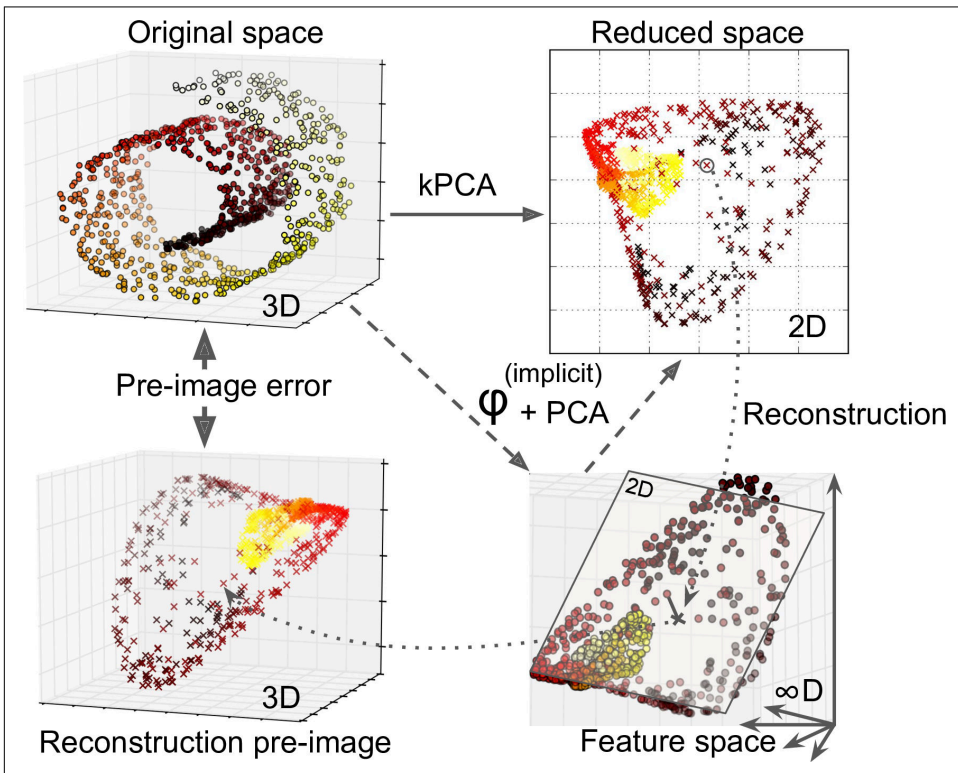 Original space
Reduced space
3D
kPCA
2D
Pre-image error
(implicit)
φ + PCA
Reconstruction
2D
3D
∞D
Reconstruction pre-image
Feature space